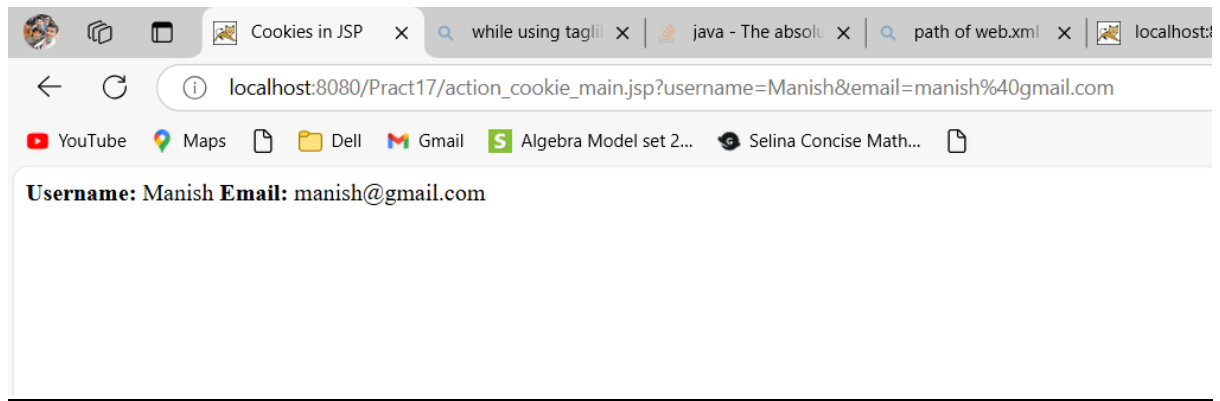 Cookies in JSP while using taglil java - The absolu path of web.xml localhost:8
localhost:8080/Pract17/action_cookie_main.jsp?username=Manish&email=manish%40gmail.com
YouTube Maps Dell Gmail S Algebra Model set 2... G Selina Concise Math...
Username: Manish Email: manish@gmail.com